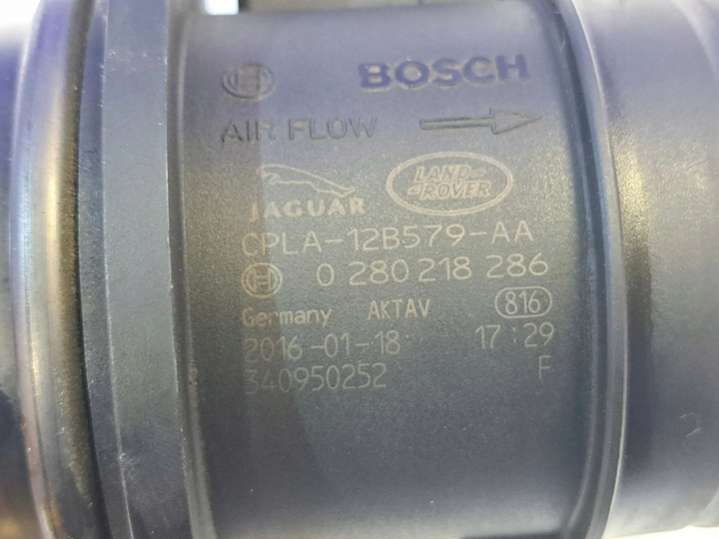 BOSCH
AIR FLOW
JAGUAR LAND ROVER
CPLA-12B579-AA
0 280 218 286
Germany AKTAV 816
2016-01-18 17:29
340950252 F